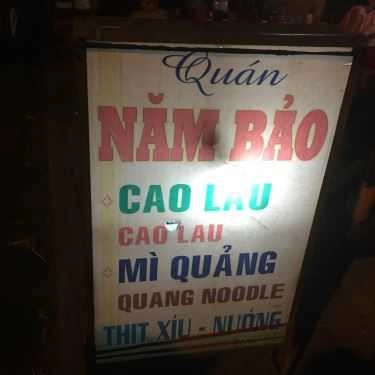 Quán
NĂM BẢO
CAO LẦU
CAO LAU
MÌ QUẢNG
QUANG NOODLE
THỊT XÍU - NƯỚNG